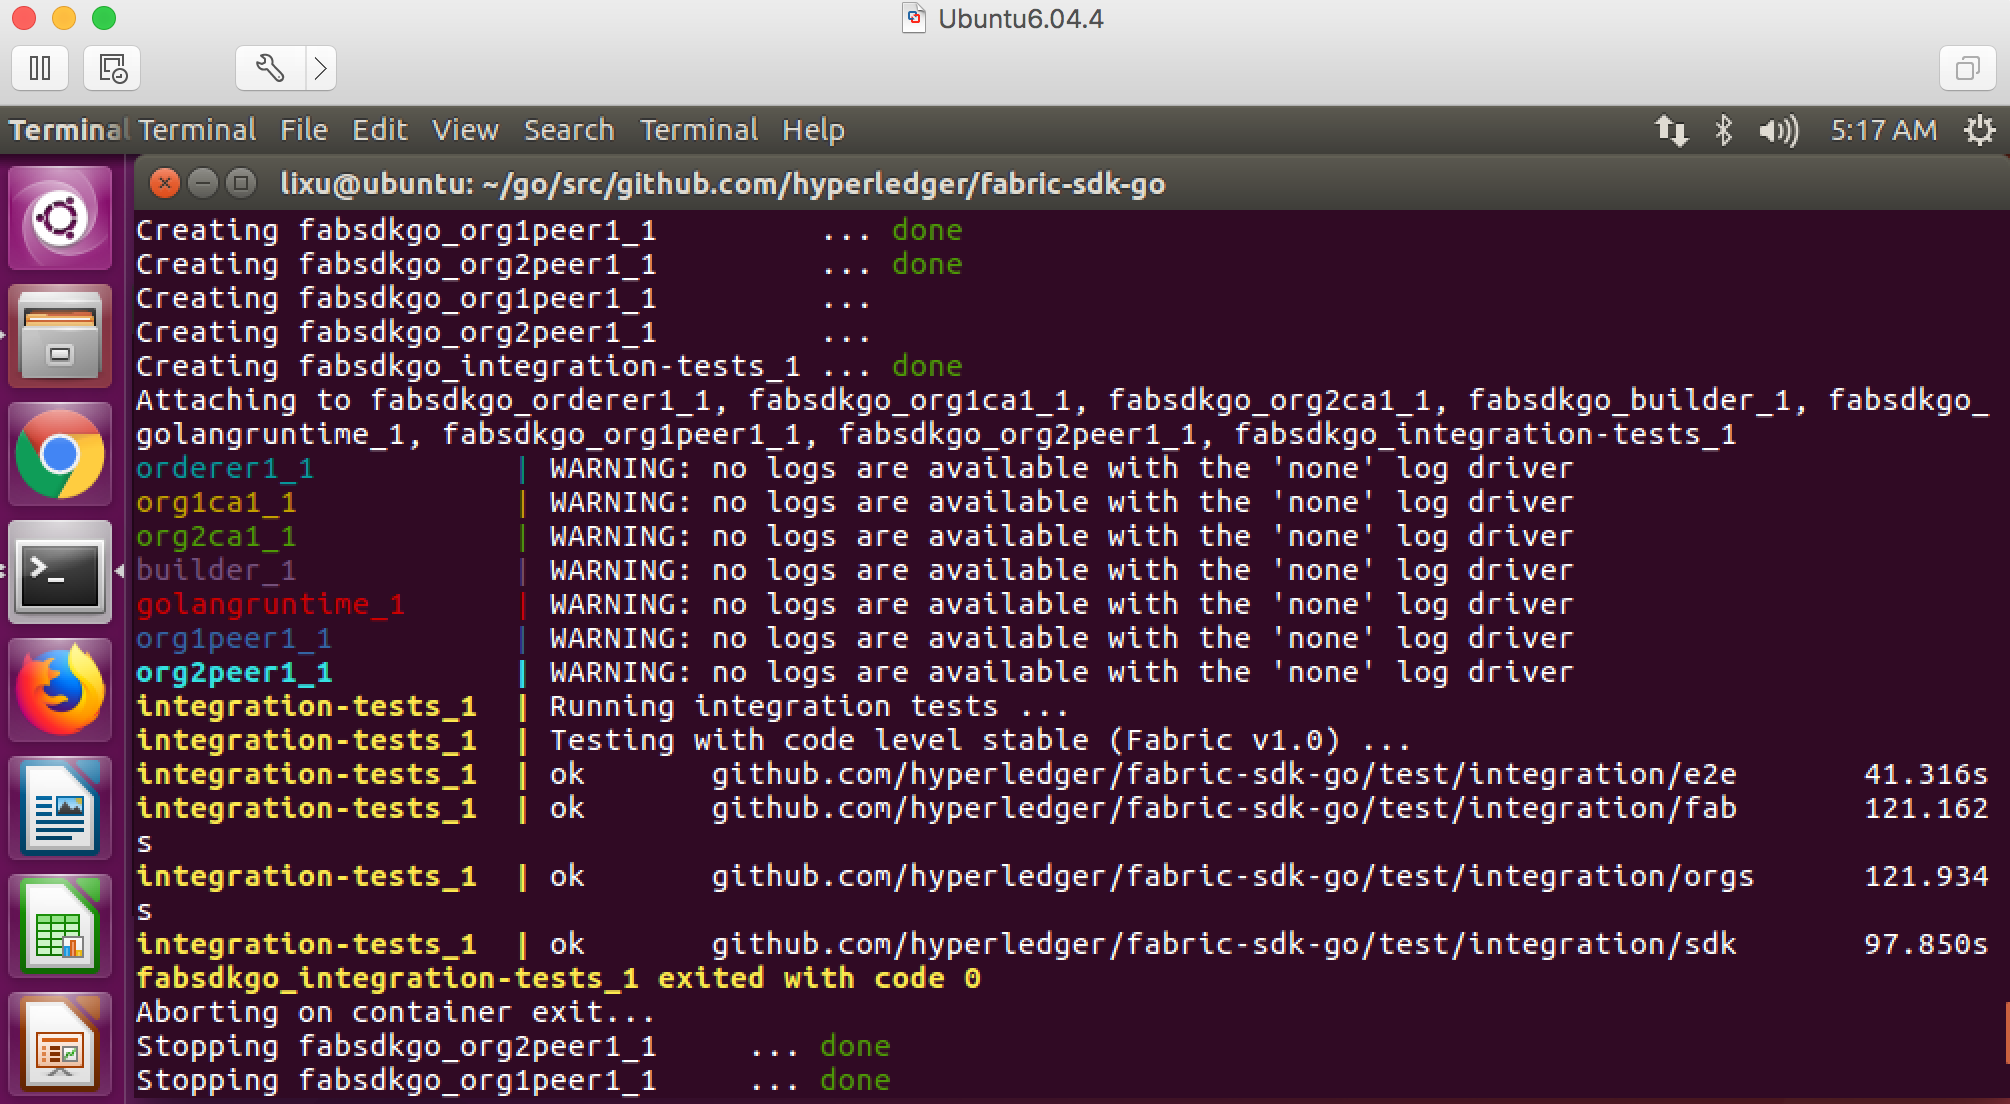 Ubuntu6.04.4
Terminal Terminal File Edit View Search Terminal Help 5:17 AM
lixu@ubuntu: ~/go/src/github.com/hyperledger/fabric-sdk-go
Creating fabsdkgo_org1peer1_1 ... done
Creating fabsdkgo_org2peer1_1 ... done
Creating fabsdkgo_org1peer1_1 ...
Creating fabsdkgo_org2peer1_1 ...
Creating fabsdkgo_integration-tests_1 ... done
Attaching to fabsdkgo_orderer1_1, fabsdkgo_org1ca1_1, fabsdkgo_org2ca1_1, fabsdkgo_builder_1, fabsdkgo_
golangruntime_1, fabsdkgo_org1peer1_1, fabsdkgo_org2peer1_1, fabsdkgo_integration-tests_1
orderer1_1 | WARNING: no logs are available with the 'none' log driver
org1ca1_1 | WARNING: no logs are available with the 'none' log driver
org2ca1_1 | WARNING: no logs are available with the 'none' log driver
builder_1 | WARNING: no logs are available with the 'none' log driver
golangruntime_1 | WARNING: no logs are available with the 'none' log driver
org1peer1_1 | WARNING: no logs are available with the 'none' log driver
org2peer1_1 | WARNING: no logs are available with the 'none' log driver
integration-tests_1 | Running integration tests ...
integration-tests_1 | Testing with code level stable (Fabric v1.0) ...
integration-tests_1 | ok github.com/hyperledger/fabric-sdk-go/test/integration/e2e 41.316s
integration-tests_1 | ok github.com/hyperledger/fabric-sdk-go/test/integration/fab 121.162
s
integration-tests_1 | ok github.com/hyperledger/fabric-sdk-go/test/integration/orgs 121.934
s
integration-tests_1 | ok github.com/hyperledger/fabric-sdk-go/test/integration/sdk 97.850s
fabsdkgo_integration-tests_1 exited with code 0
Aborting on container exit...
Stopping fabsdkgo_org2peer1_1 ... done
Stopping fabsdkgo_org1peer1_1 ... done